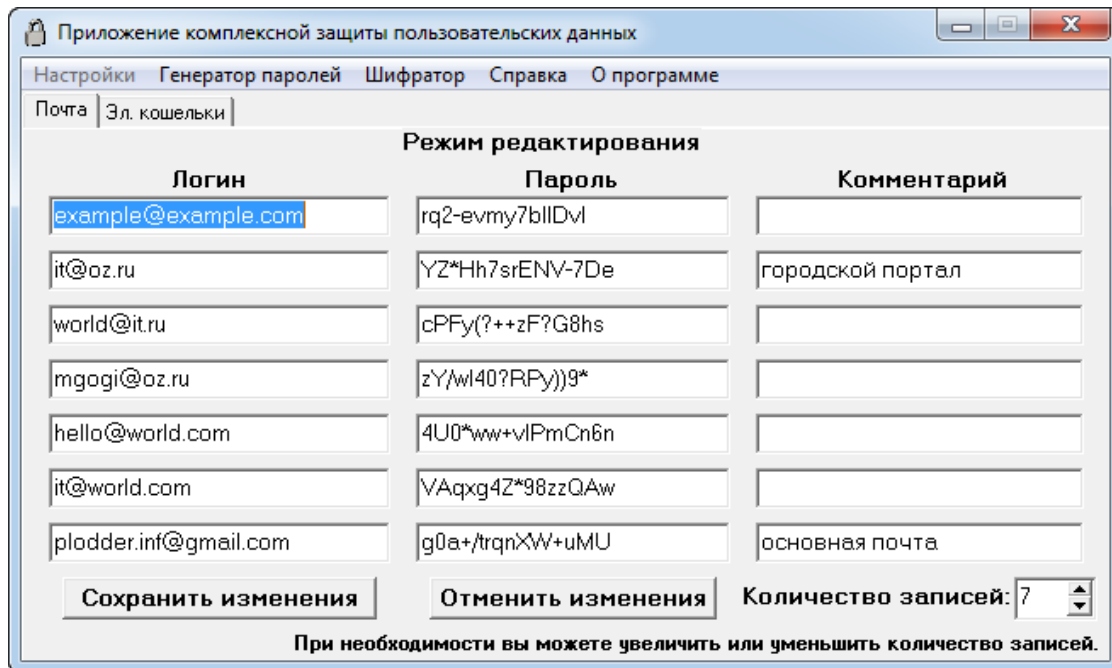 Приложение комплексной защиты пользовательских данных
Настройки Генератор паролей Шифратор Справка О программе
Почта Эл. кошельки
Режим редактирования
Логин Пароль Комментарий
example@example.com rq2-evmy7bIIDvI
it@oz.ru YZ*Hh7srENV-7De городской портал
world@it.ru cPFy(?++zF?G8hs
mgogi@oz.ru zY/wI40?RPy))9*
hello@world.com 4U0*ww+vIPmCn6n
it@world.com VAqxg4Z*98zzQAw
plodder.inf@gmail.com g0a+/trqnXW+uMU основная почта
Сохранить изменения Отменить изменения Количество записей: 7
При необходимости вы можете увеличить или уменьшить количество записей.